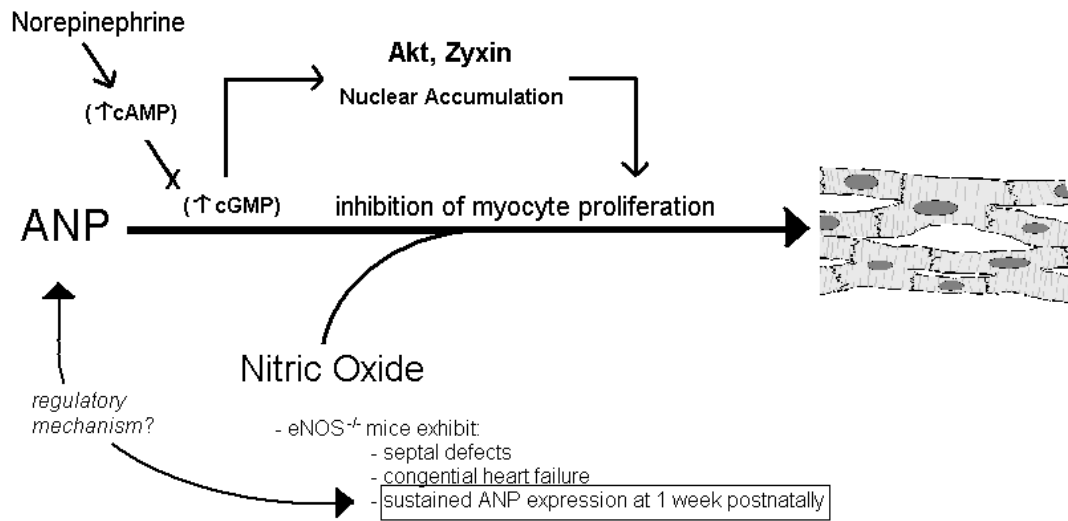 Norepinephrine
(↑cAMP)
X
Akt, Zyxin
Nuclear Accumulation
(↑cGMP)
inhibition of myocyte proliferation
ANP
Nitric Oxide
regulatory
mechanism?
- eNOS-/- mice exhibit:
- septal defects
- congential heart failure
- sustained ANP expression at 1 week postnatally